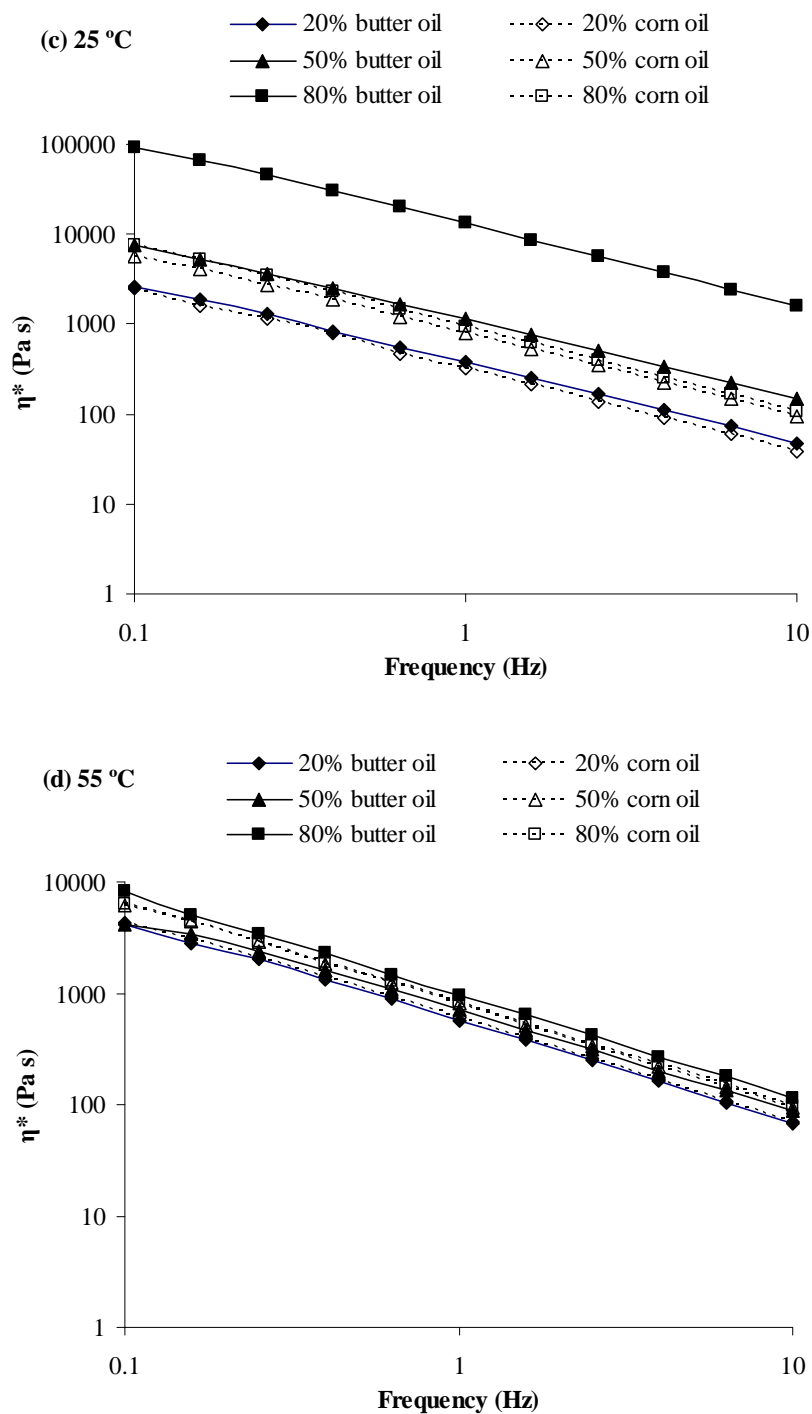 (c) 25 ºC
20% butter oil
20% corn oil
50% butter oil
50% corn oil
80% butter oil
80% corn oil
100000
10000
1000
100
10
1
η* (Pa s)
0.1
1
10
Frequency (Hz)
(d) 55 ºC
20% butter oil
20% corn oil
50% butter oil
50% corn oil
80% butter oil
80% corn oil
10000
1000
100
10
1
η* (Pa s)
0.1
1
10
Frequency (Hz)